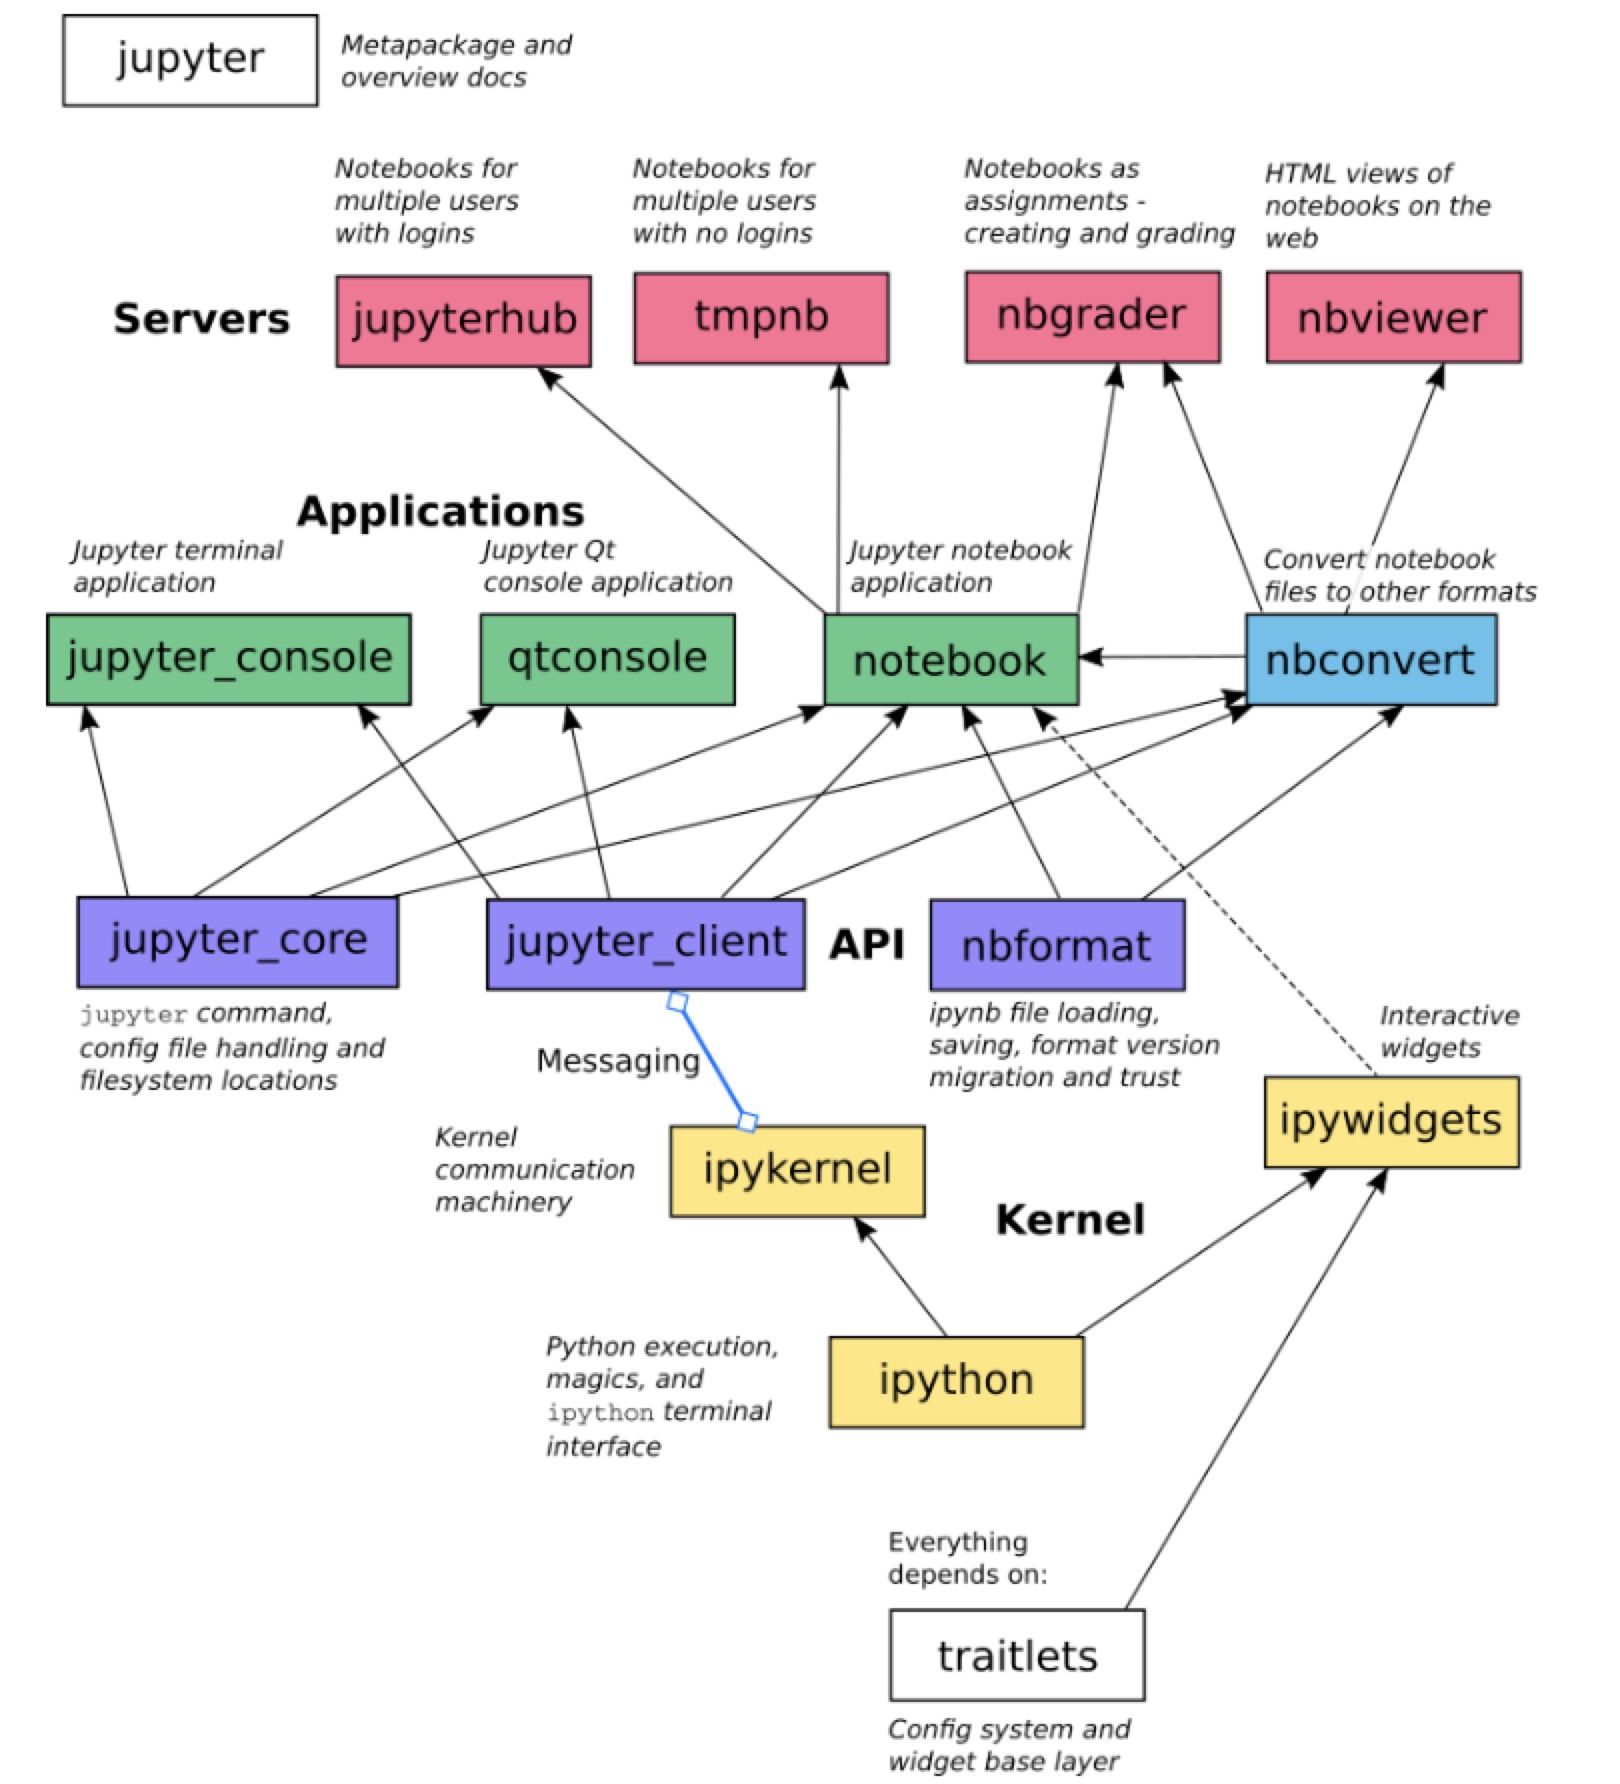 jupyter
Metapackage and
overview docs
Notebooks for
multiple users
with logins
Notebooks for
multiple users
with no logins
Notebooks as
assignments -
creating and grading
HTML views of
notebooks on the
web
Servers
jupyterhub
tmpnb
nbgrader
nbviewer
Applications
Jupyter terminal
application
Jupyter Qt
console application
Jupyter notebook
application
Convert notebook
files to other formats
jupyter_console
qtconsole
notebook
nbconvert
jupyter_core
jupyter_client
API
nbformat
jupyter command,
config file handling and
filesystem locations
Messaging
ipynb file loading,
saving, format version
migration and trust
Interactive
widgets
Kernel
communication
machinery
ipykernel
ipywidgets
Kernel
Python execution,
magics, and
ipython terminal
interface
ipython
Everything
depends on:
traitlets
Config system and
widget base layer